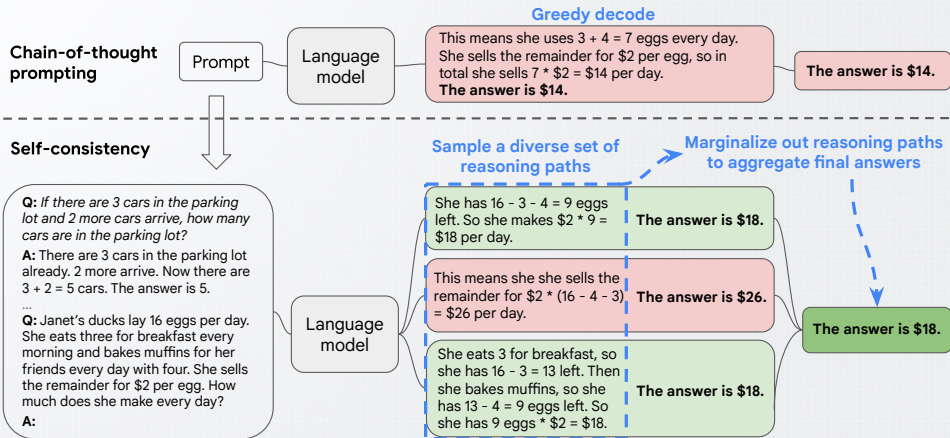 Greedy decode
Chain-of-thought
prompting
Prompt
Language
model
This means she uses 3 + 4 = 7 eggs every day.
She sells the remainder for $2 per egg, so in
total she sells 7 * $2 = $14 per day.
The answer is $14.
The answer is $14.
Self-consistency
Sample a diverse set of
reasoning paths
Marginalize out reasoning paths
to aggregate final answers
Q: If there are 3 cars in the parking
lot and 2 more cars arrive, how many
cars are in the parking lot?
A: There are 3 cars in the parking lot
already. 2 more arrive. Now there are
3 + 2 = 5 cars. The answer is 5.
...
Q: Janet's ducks lay 16 eggs per day.
She eats three for breakfast every
morning and bakes muffins for her
friends every day with four. She sells
the remainder for $2 per egg. How
much does she make every day?
A:
Language
model
She has 16 - 3 - 4 = 9 eggs
left. So she makes $2 * 9 =
$18 per day.
The answer is $18.
This means she she sells the
remainder for $2 * (16 - 4 - 3)
= $26 per day.
The answer is $26.
She eats 3 for breakfast, so
she has 16 - 3 = 13 left. Then
she bakes muffins, so she
has 13 - 4 = 9 eggs left. So
she has 9 eggs * $2 = $18.
The answer is $18.
The answer is $18.